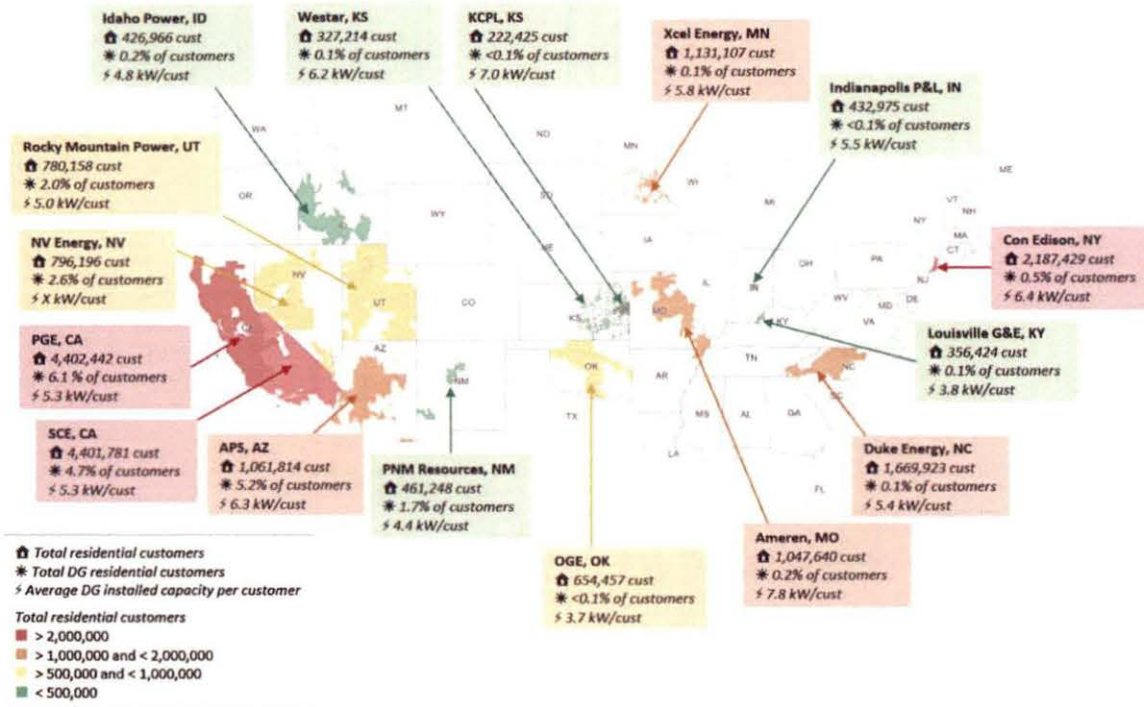 Idaho Power, ID
426,966 cust
0.2% of customers
4.8 kW/cust
Westar, KS
327,214 cust
0.1% of customers
6.2 kW/cust
KCPL, KS
222,425 cust
<0.1% of customers
7.0 kW/cust
Xcel Energy, MN
1,131,107 cust
0.1% of customers
5.8 kW/cust
Indianapolis P&L, IN
432,975 cust
<0.1% of customers
5.5 kW/cust
Rocky Mountain Power, UT
780,158 cust
2.0% of customers
5.0 kW/cust
NV Energy, NV
796,196 cust
2.6% of customers
X kW/cust
PGE, CA
4,402,442 cust
6.1 % of customers
5.3 kW/cust
SCE, CA
4,401,781 cust
4.7% of customers
5.3 kW/cust
APS, AZ
1,061,814 cust
5.2% of customers
6.3 kW/cust
PNM Resources, NM
461,248 cust
1.7% of customers
4.4 kW/cust
OGE, OK
654,457 cust
<0.1% of customers
3.7 kW/cust
Ameren, MO
1,047,640 cust
0.2% of customers
7.8 kW/cust
Duke Energy, NC
1,669,923 cust
0.1% of customers
5.4 kW/cust
Louisville G&E, KY
356,424 cust
0.1% of customers
3.8 kW/cust
Con Edison, NY
2,187,429 cust
0.5% of customers
6.4 kW/cust
WA
MT
ND
MN
WI
MI
ME
VT
NH
NY
MA
CT
OR
WY
IA
NE
NV
UT
CO
KS
MO
IL
IN
OH
PA
NJ
MD
DE
WV
VA
KY
AZ
NM
OK
AR
TN
NC
SC
TX
MS
AL
GA
LA
FL
Total residential customers
Total DG residential customers
Average DG installed capacity per customer
Total residential customers
> 2,000,000
> 1,000,000 and < 2,000,000
> 500,000 and < 1,000,000
< 500,000